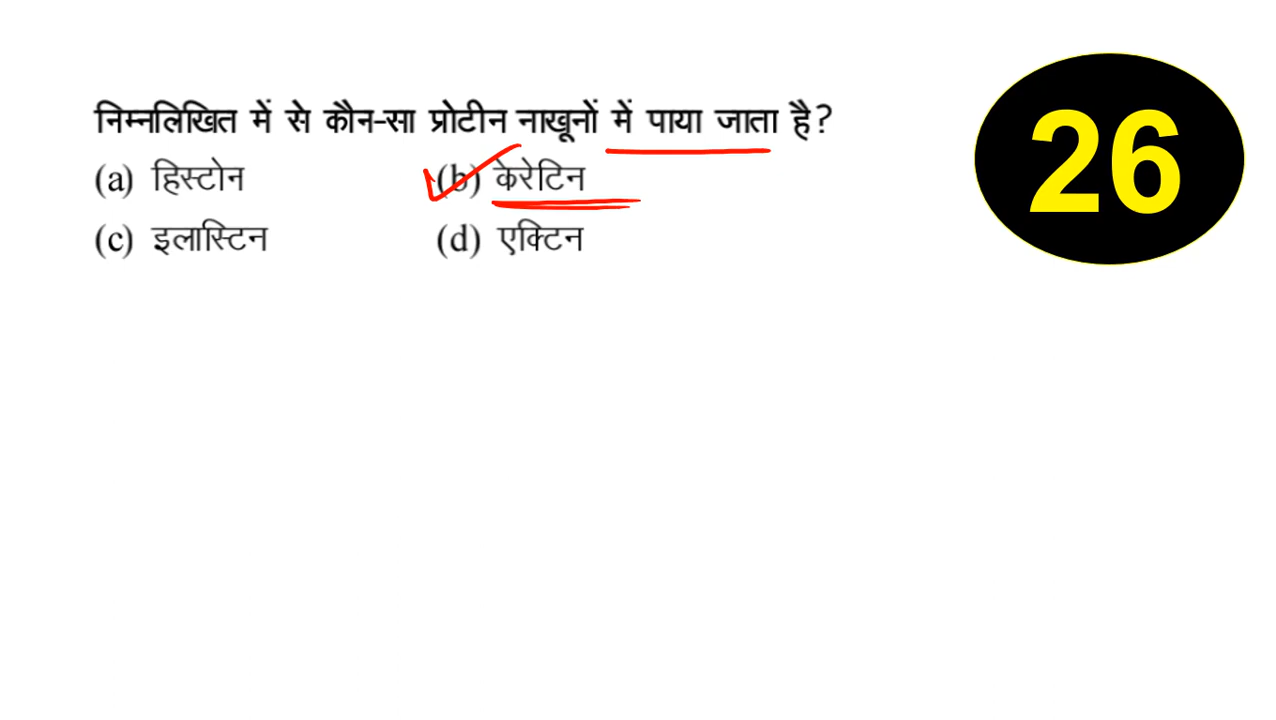 निम्नलिखित में से कौन-सा प्रोटीन नाखूनों में पाया जाता है?
(a) हिस्टोन (b) केरेटिन
(c) इलास्टिन (d) एक्टिन
26